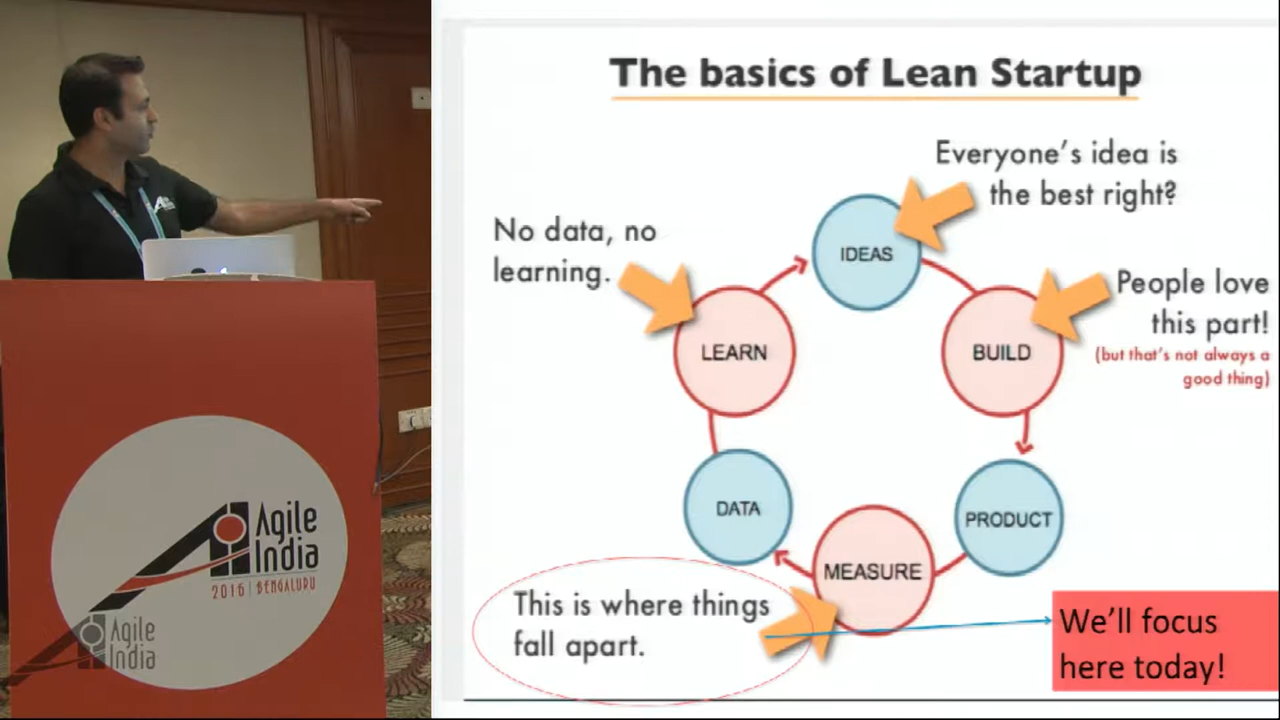 The basics of Lean Startup
Everyone's idea is
the best right?
No data, no
learning.
IDEAS
People love
this part!
(but that's not always a
good thing)
LEARN
BUILD
DATA
PRODUCT
MEASURE
This is where things
fall apart.
We'll focus
here today!
Agile
India
2016 | BENGALURU
Agile
India